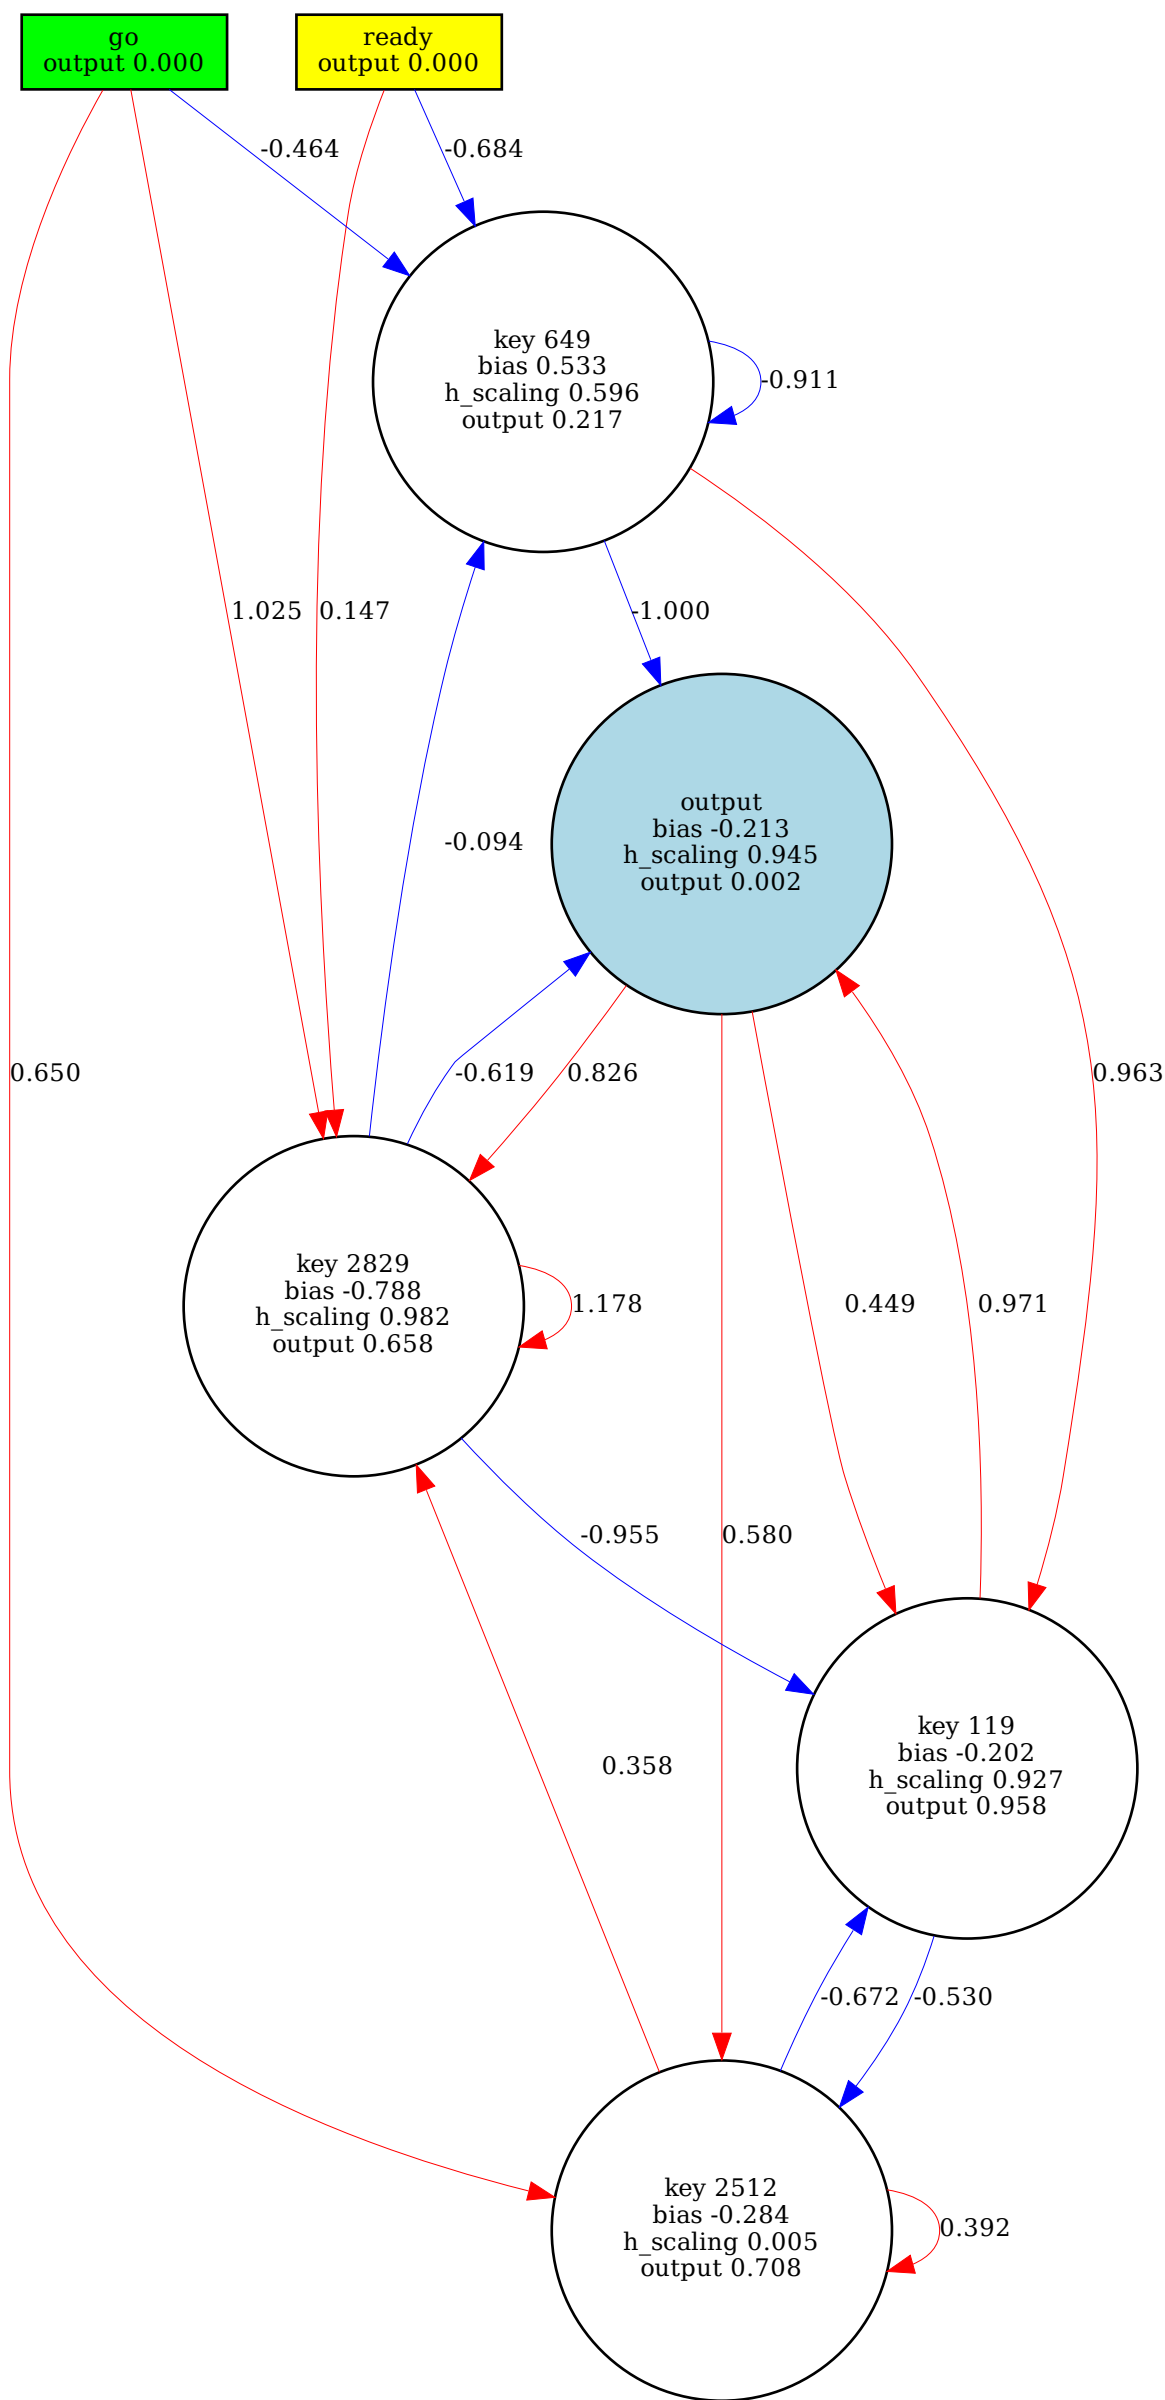 go
output 0.000
ready
output 0.000
-0.464
-0.684
key 649
bias 0.533
h_scaling 0.596
output 0.217
-0.911
1.025
0.147
-1.000
output
bias -0.213
h_scaling 0.945
output 0.002
-0.094
0.650
-0.619
0.826
0.963
key 2829
bias -0.788
h_scaling 0.982
output 0.658
1.178
0.449
0.971
-0.955
0.580
key 119
bias -0.202
h_scaling 0.927
output 0.958
0.358
-0.672
-0.530
key 2512
bias -0.284
h_scaling 0.005
output 0.708
0.392